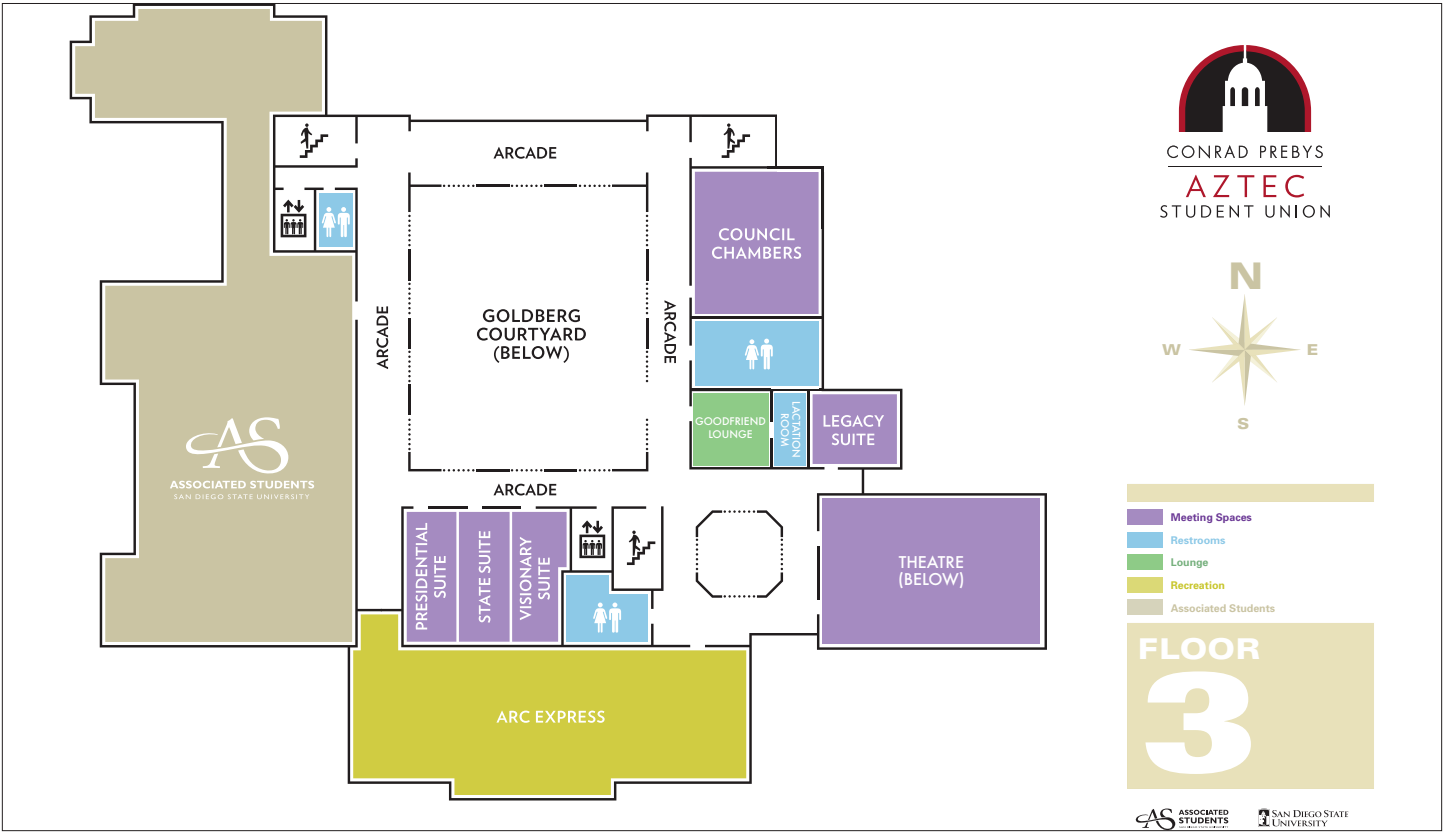 CONRAD PREBYS
AZTEC
STUDENT UNION
N
W
E
S
ARCADE
COUNCIL
CHAMBERS
GOLDBERG
COURTYARD
(BELOW)
ARCADE
ARCADE
GOODFRIEND
LOUNGE
LACTATION
ROOM
LEGACY
SUITE
AS
ASSOCIATED STUDENTS
SAN DIEGO STATE UNIVERSITY
ARCADE
PRESIDENTIAL
SUITE
STATE SUITE
VISIONARY
SUITE
THEATRE
(BELOW)
ARC EXPRESS
Meeting Spaces
Restrooms
Lounge
Recreation
Associated Students
FLOOR
3
AS
ASSOCIATED
STUDENTS
SAN DIEGO STATE
UNIVERSITY